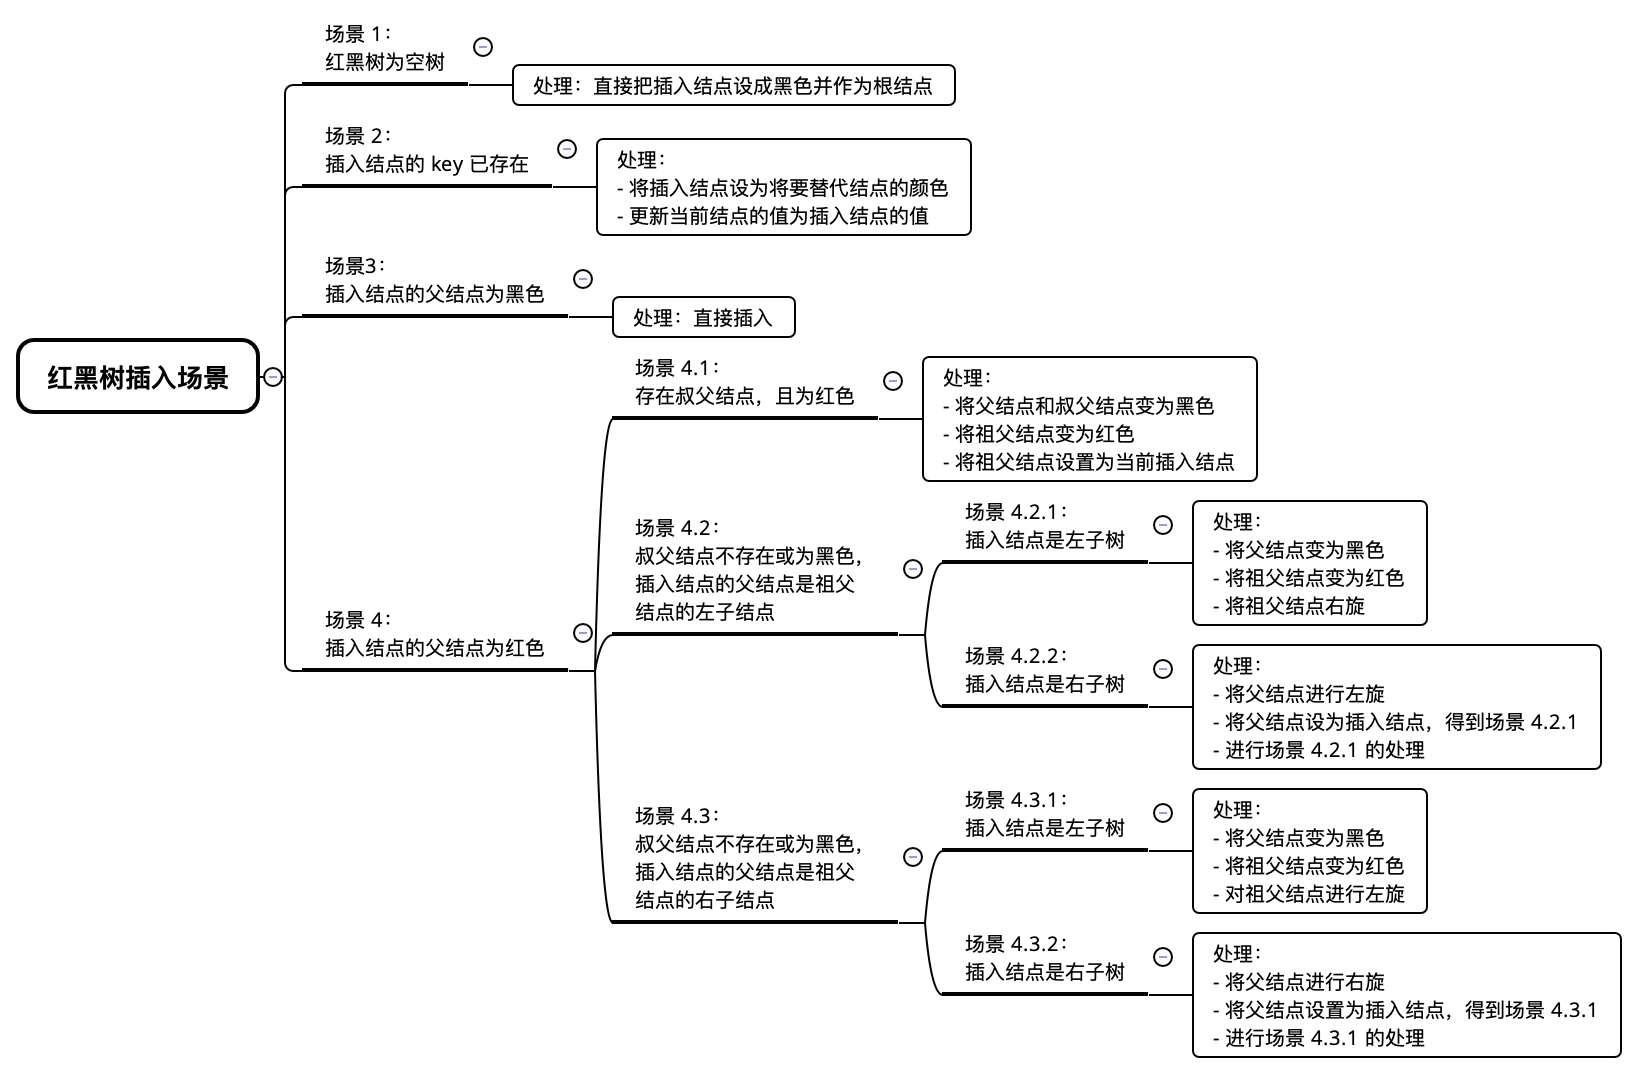 红黑树插入场景
场景 1：
红黑树为空树
处理：直接把插入结点设成黑色并作为根结点
场景 2：
插入结点的 key 已存在
处理：
- 将插入结点设为将要替代结点的颜色
- 更新当前结点的值为插入结点的值
场景3：
插入结点的父结点为黑色
处理：直接插入
场景 4：
插入结点的父结点为红色
场景 4.1：
存在叔父结点，且为红色
处理：
- 将父结点和叔父结点变为黑色
- 将祖父结点变为红色
- 将祖父结点设置为当前插入结点
场景 4.2：
叔父结点不存在或为黑色，
插入结点的父结点是祖父
结点的左子结点
场景 4.2.1：
插入结点是左子树
处理：
- 将父结点变为黑色
- 将祖父结点变为红色
- 将祖父结点右旋
场景 4.2.2：
插入结点是右子树
处理：
- 将父结点进行左旋
- 将父结点设为插入结点，得到场景 4.2.1
- 进行场景 4.2.1 的处理
场景 4.3：
叔父结点不存在或为黑色，
插入结点的父结点是祖父
结点的右子结点
场景 4.3.1：
插入结点是左子树
处理：
- 将父结点变为黑色
- 将祖父结点变为红色
- 对祖父结点进行左旋
场景 4.3.2：
插入结点是右子树
处理：
- 将父结点进行右旋
- 将父结点设置为插入结点，得到场景 4.3.1
- 进行场景 4.3.1 的处理